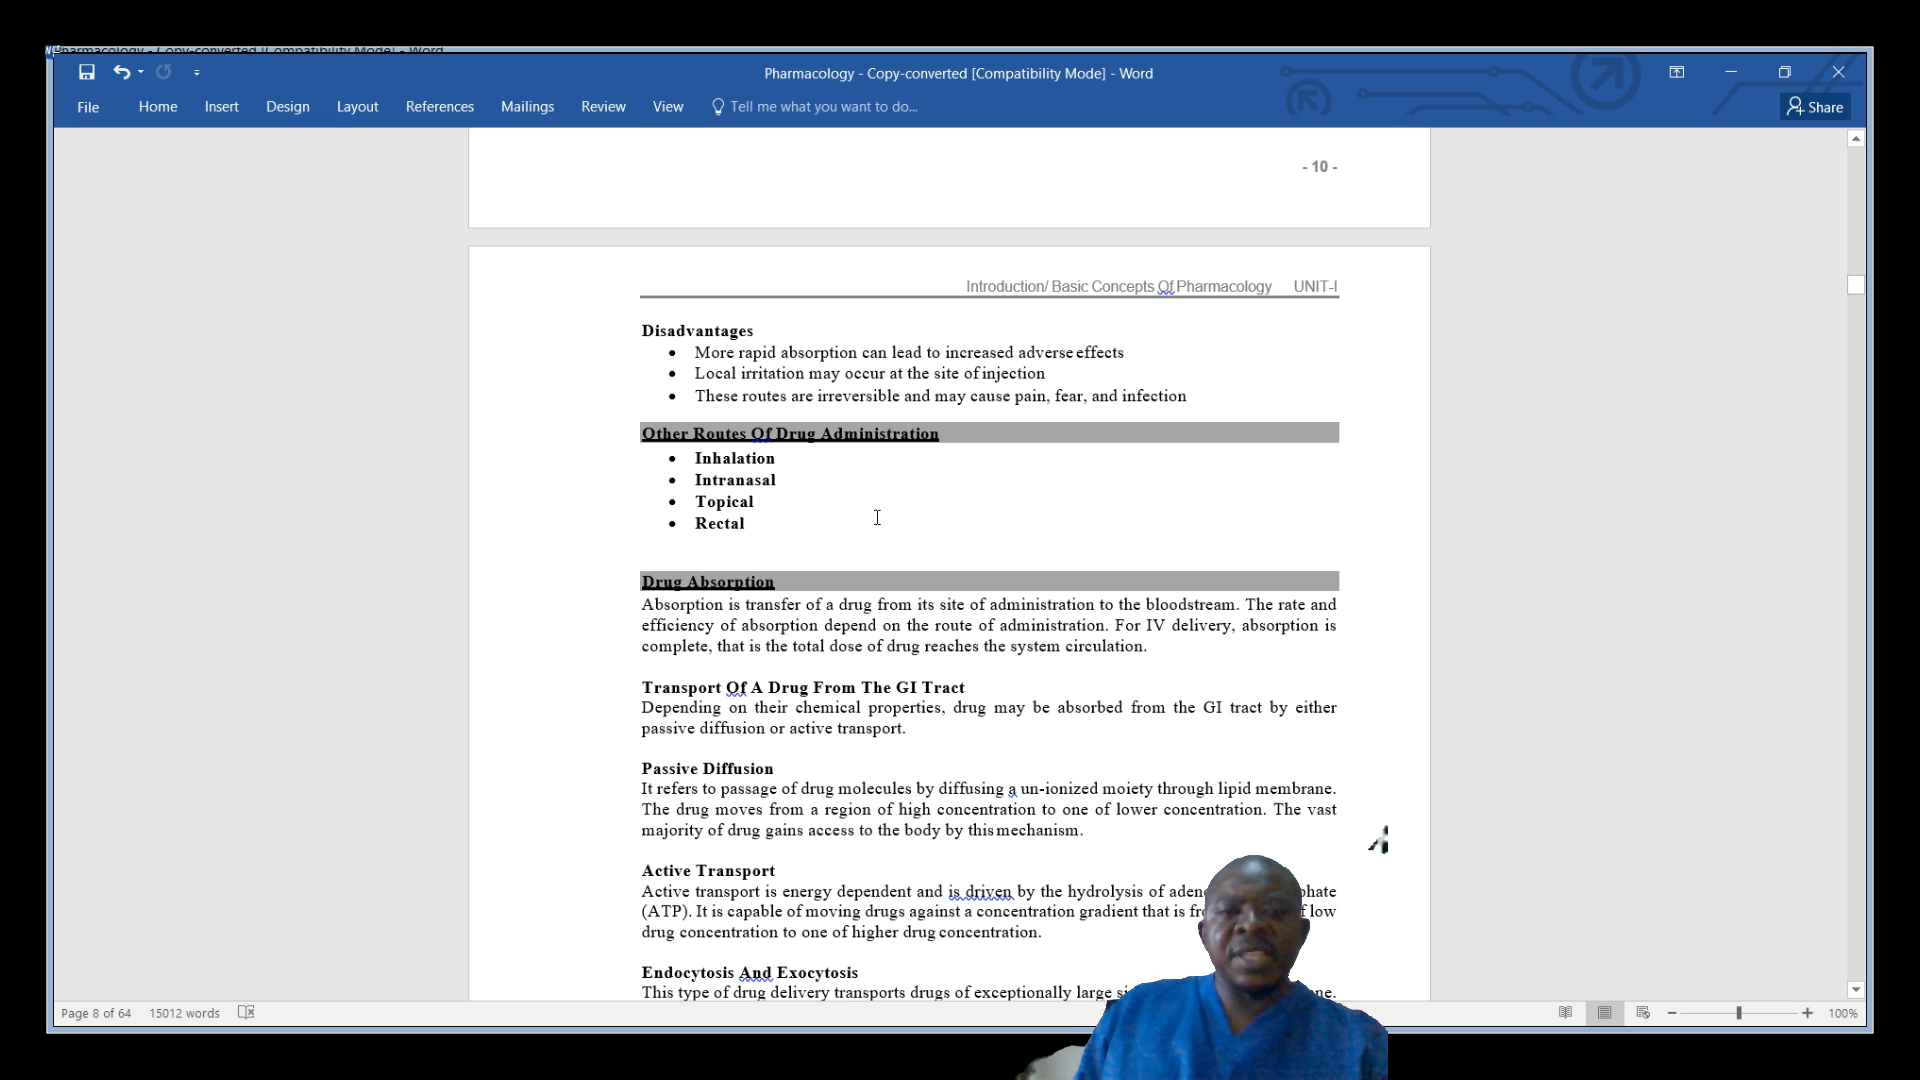 Pharmacology - Copy-converted [Compatibility Mode] - Word
Pharmacology - Copy-converted [Compatibility Mode] - Word
File Home Insert Design Layout References Mailings Review View Tell me what you want to do... Share
- 10 -
Introduction/ Basic Concepts Of Pharmacology UNIT-I
Disadvantages
• More rapid absorption can lead to increased adverse effects
• Local irritation may occur at the site of injection
• These routes are irreversible and may cause pain, fear, and infection
Other Routes Of Drug Administration
• Inhalation
• Intranasal
• Topical
• Rectal
Drug Absorption
Absorption is transfer of a drug from its site of administration to the bloodstream. The rate and
efficiency of absorption depend on the route of administration. For IV delivery, absorption is
complete, that is the total dose of drug reaches the system circulation.
Transport Of A Drug From The GI Tract
Depending on their chemical properties, drug may be absorbed from the GI tract by either
passive diffusion or active transport.
Passive Diffusion
It refers to passage of drug molecules by diffusing a un-ionized moiety through lipid membrane.
The drug moves from a region of high concentration to one of lower concentration. The vast
majority of drug gains access to the body by this mechanism.
Active Transport
Active transport is energy dependent and is driven by the hydrolysis of
(ATP). It is capable of moving drugs against a concentration gradient that is low
drug concentration to one of higher drug concentration.
Endocytosis And Exocytosis
This type of drug delivery transports drugs of exceptionally large
Page 8 of 64 15012 words 100%